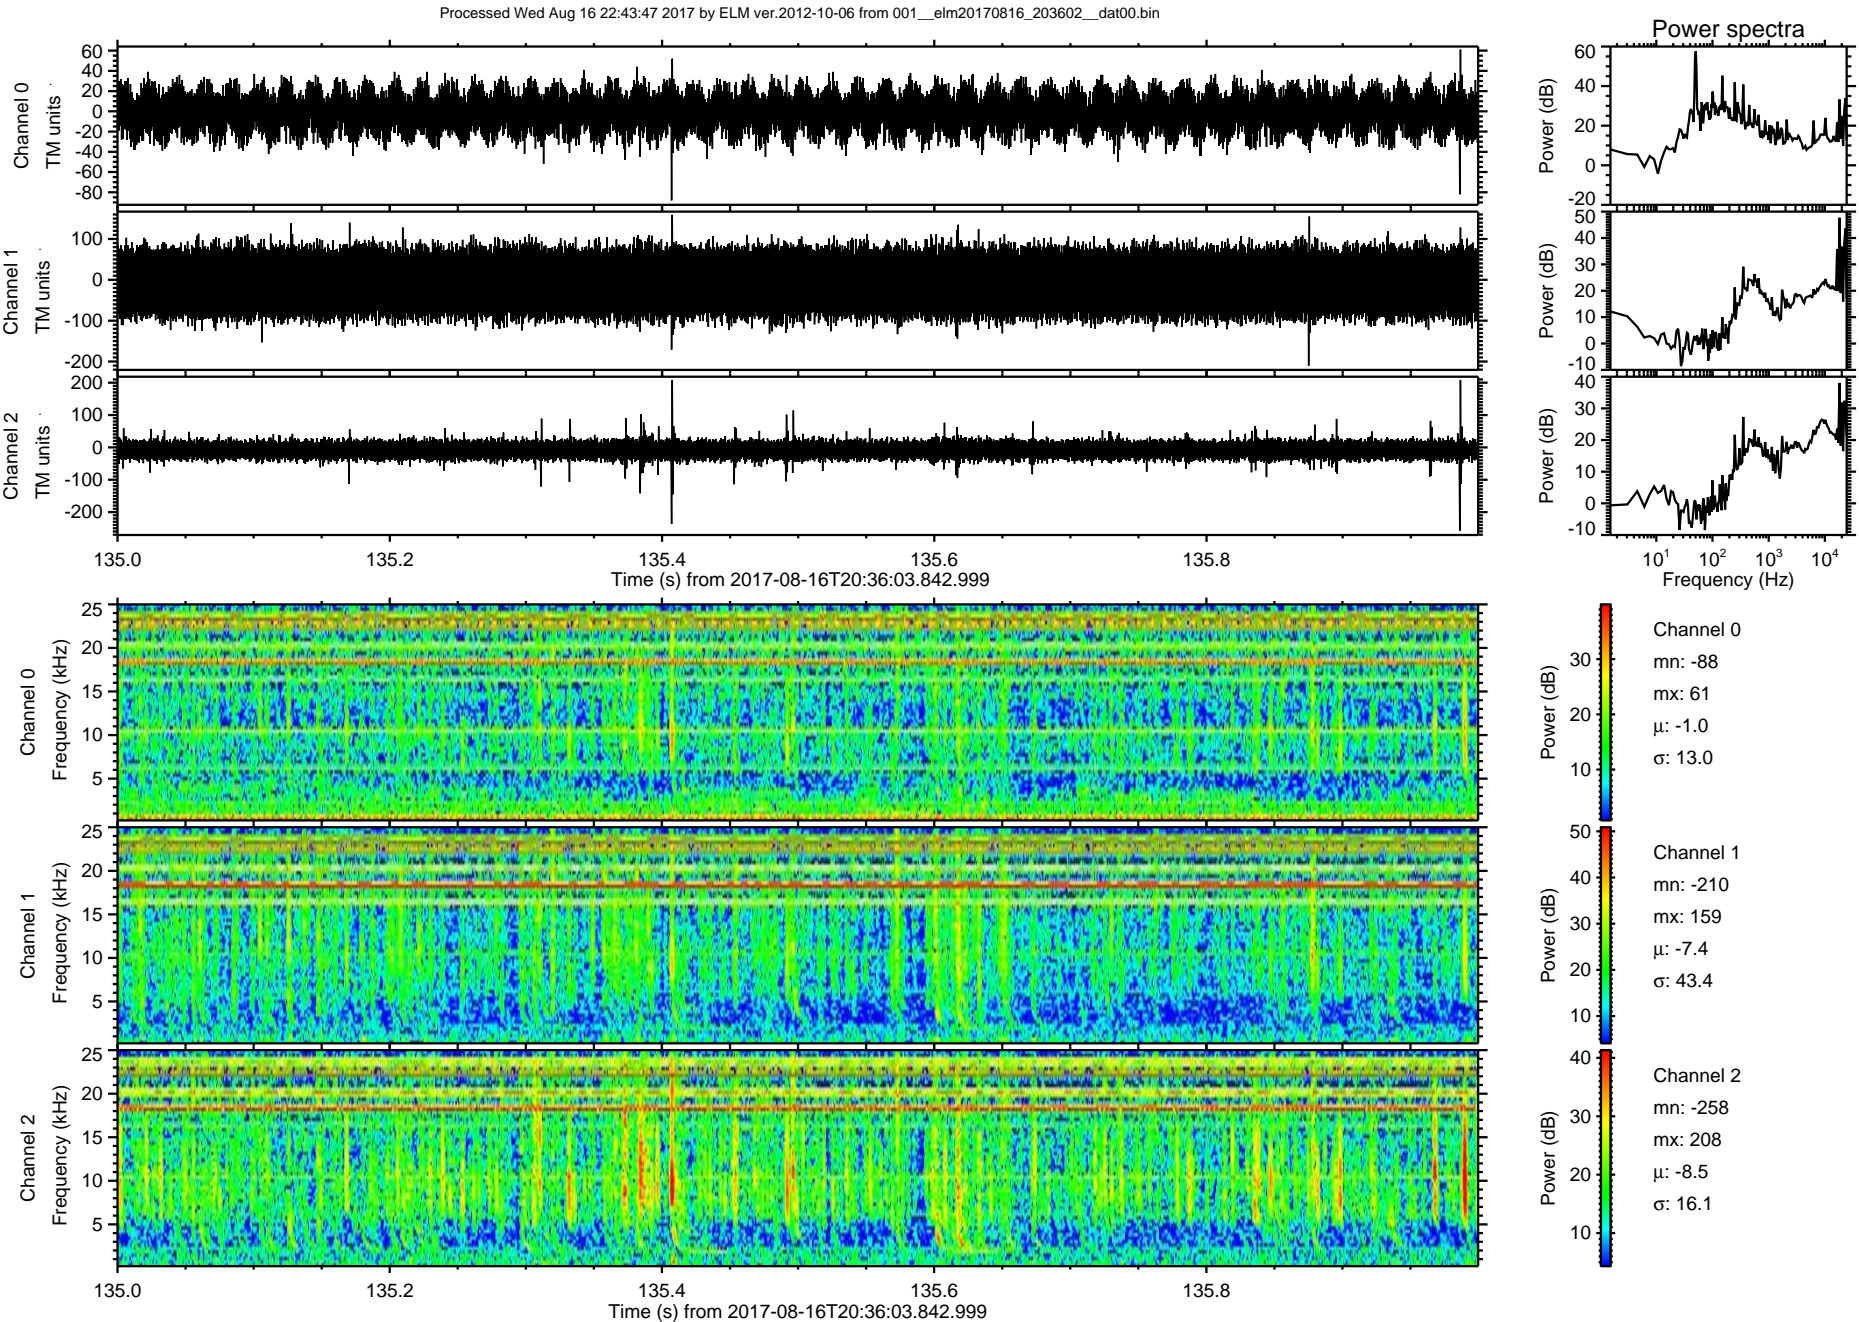 Processed Wed Aug 16 22:43:47 2017 by ELM ver.2012-10-06 from 001__elm20170816_203602__dat00.bin
Power spectra
Channel 0
TM units
60
40
20
0
-20
-40
-60
-80
Power (dB)
60
40
20
0
-20
Channel 1
TM units
100
0
-100
-200
Power (dB)
50
40
30
20
10
0
-10
Channel 2
TM units
200
100
0
-100
-200
Power (dB)
40
30
20
10
0
-10
135.0 135.2 135.4 135.6 135.8
Time (s) from 2017-08-16T20:36:03.842.999
10¹ 10² 10³ 10⁴
Frequency (Hz)
Channel 0
Frequency (kHz)
25
20
15
10
5
Power (dB)
30
20
10
Channel 0
mn: -88
mx: 61
μ: -1.0
σ: 13.0
Channel 1
Frequency (kHz)
25
20
15
10
5
Power (dB)
50
40
30
20
10
Channel 1
mn: -210
mx: 159
μ: -7.4
σ: 43.4
Channel 2
Frequency (kHz)
25
20
15
10
5
Power (dB)
40
30
20
10
Channel 2
mn: -258
mx: 208
μ: -8.5
σ: 16.1
135.0 135.2 135.4 135.6 135.8
Time (s) from 2017-08-16T20:36:03.842.999